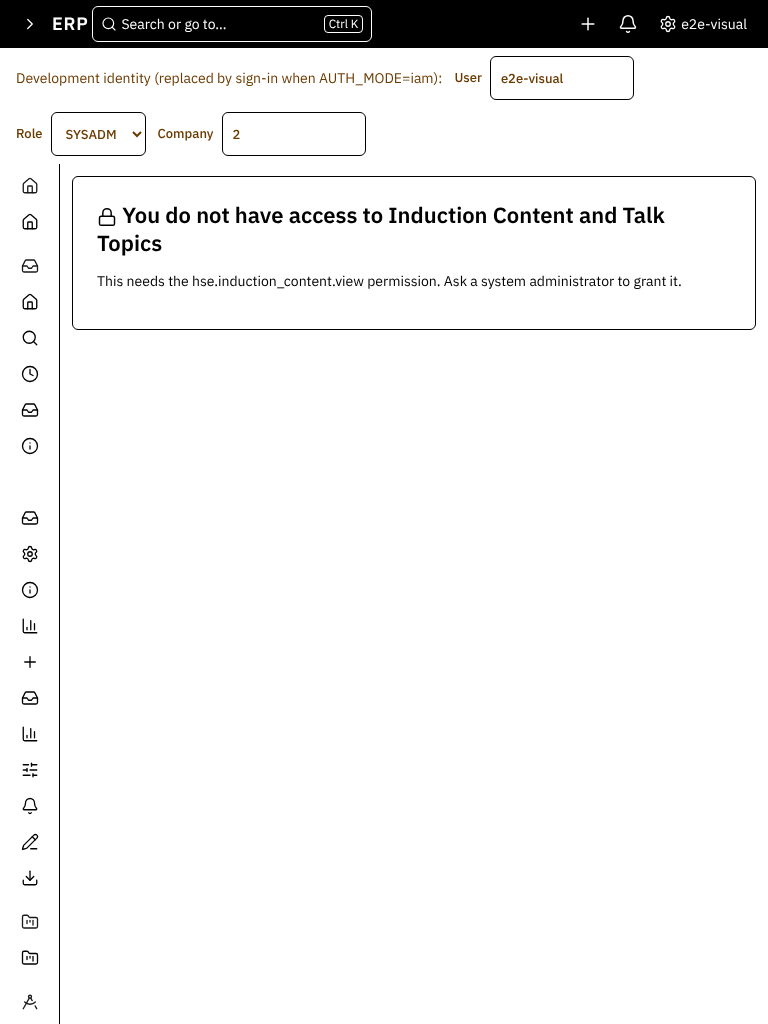 ERP
Search or go to...
Ctrl K
e2e-visual
Development identity (replaced by sign-in when AUTH_MODE=iam):
User
e2e-visual
Role
SYSADM
Company
2
You do not have access to Induction Content and Talk
Topics
This needs the hse.induction_content.view permission. Ask a system administrator to grant it.